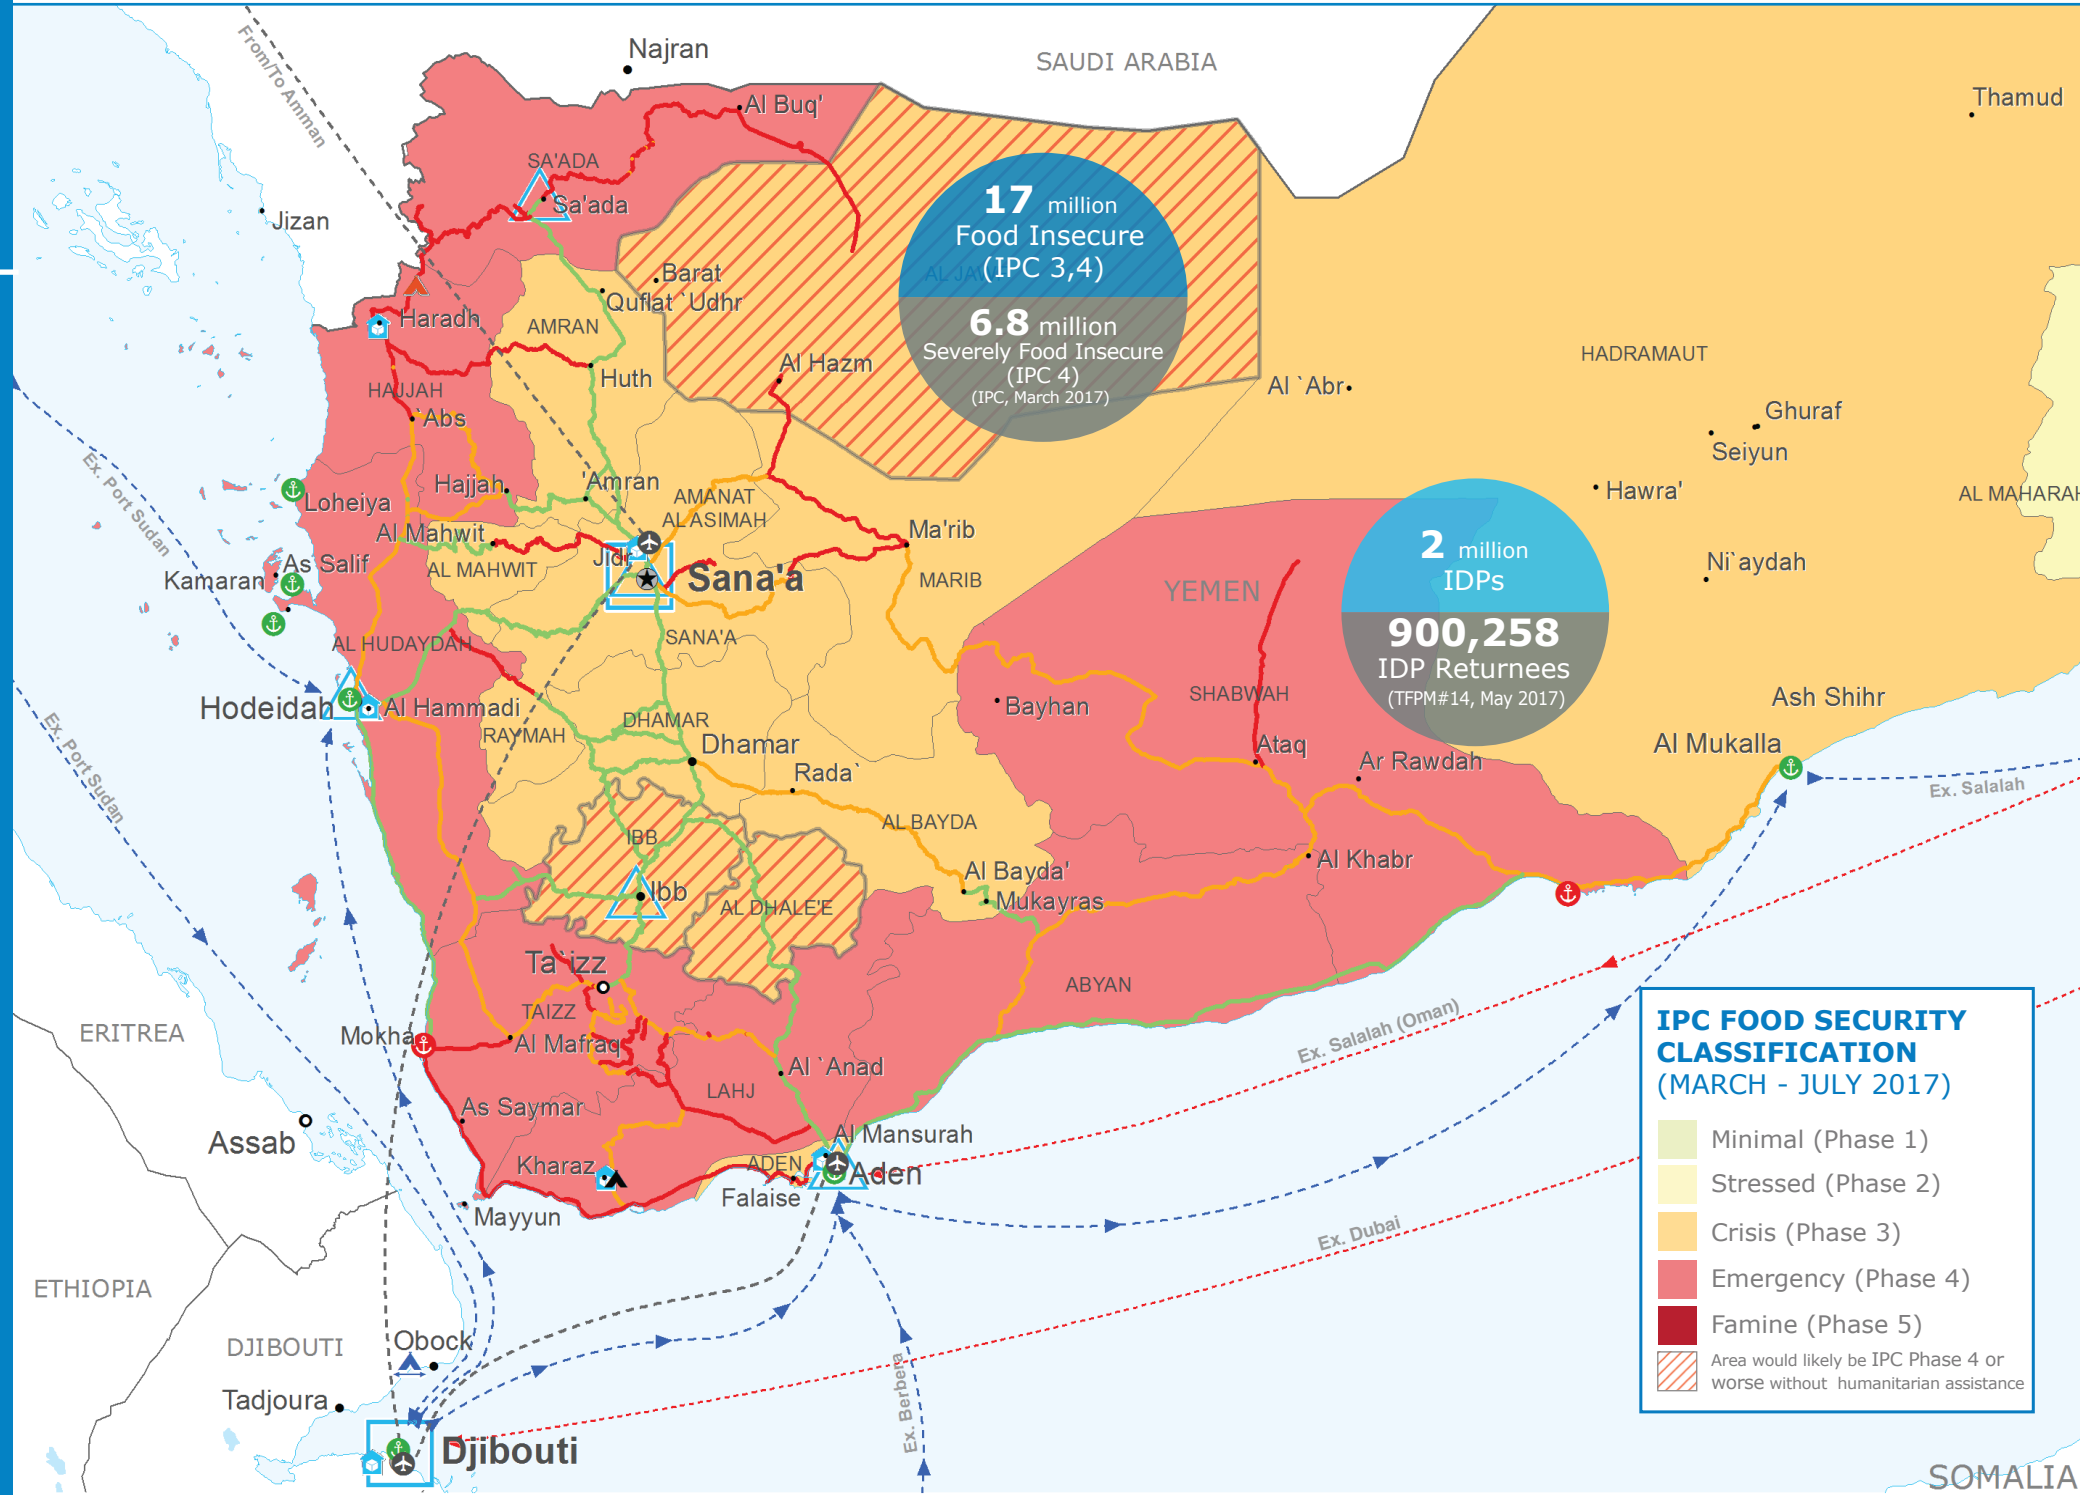 From/To Amman
Najran
SAUDI ARABIA
Thamud
Al Buq'
SA'ADA
Sa'ada
Jizan
17 million
Food Insecure
(IPC 3,4)
AL JAW
6.8 million
Severely Food Insecure
(IPC 4)
(IPC, March 2017)
Barat
Quflat `Udhr
Haradh
AMRAN
Al Hazm
Huth
HAJJAH
`Abs
HADRAMAUT
Al `Abr
Ghuraf
Seiyun
Ex. Port Sudan
Loheiya
Hajjah
'Amran
AMANAT
AL ASIMAH
Hawra'
AL MAHARAH
Al Mahwit
Jidr
Ma'rib
As Salif
Kamaran
AL MAHWIT
Sana'a
MARIB
YEMEN
2 million
IDPs
900,258
IDP Returnees
(TFPM#14, May 2017)
Ni`aydah
AL HUDAYDAH
SANA'A
Hodeidah
Al Hammadi
RAYMAH
DHAMAR
Dhamar
Rada`
Bayhan
SHABWAH
Ataq
Ar Rawdah
Ash Shihr
Al Mukalla
Ex. Salalah
Ex. Port Sudan
IBB
AL BAYDA
Al Bayda'
Mukayras
Al Khabr
Ibb
AL DHALE'E
Ta`izz
TAIZZ
ABYAN
ERITREA
Mokha
Al Mafraq
Al `Anad
LAHJ
Ex. Salalah (Oman)
As Saymar
Assab
Al Mansurah
Kharaz
ADEN
Aden
Falaise
Mayyun
Ex. Dubai
ETHIOPIA
DJIBOUTI
Obock
Tadjoura
Ex. Berbera
Djibouti
SOMALIA
IPC FOOD SECURITY
CLASSIFICATION
(MARCH - JULY 2017)
Minimal (Phase 1)
Stressed (Phase 2)
Crisis (Phase 3)
Emergency (Phase 4)
Famine (Phase 5)
Area would likely be IPC Phase 4 or
worse without humanitarian assistance